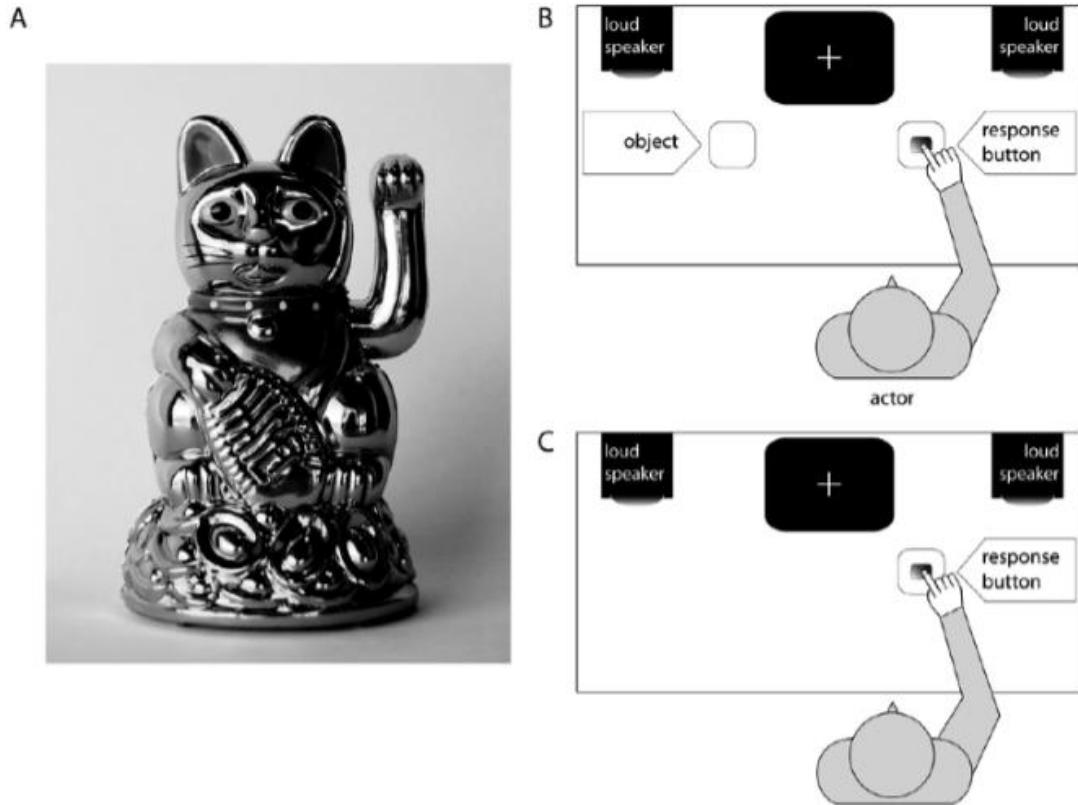 A
B
loud
speaker
loud
speaker
object
response
button
actor
C
loud
speaker
loud
speaker
response
button